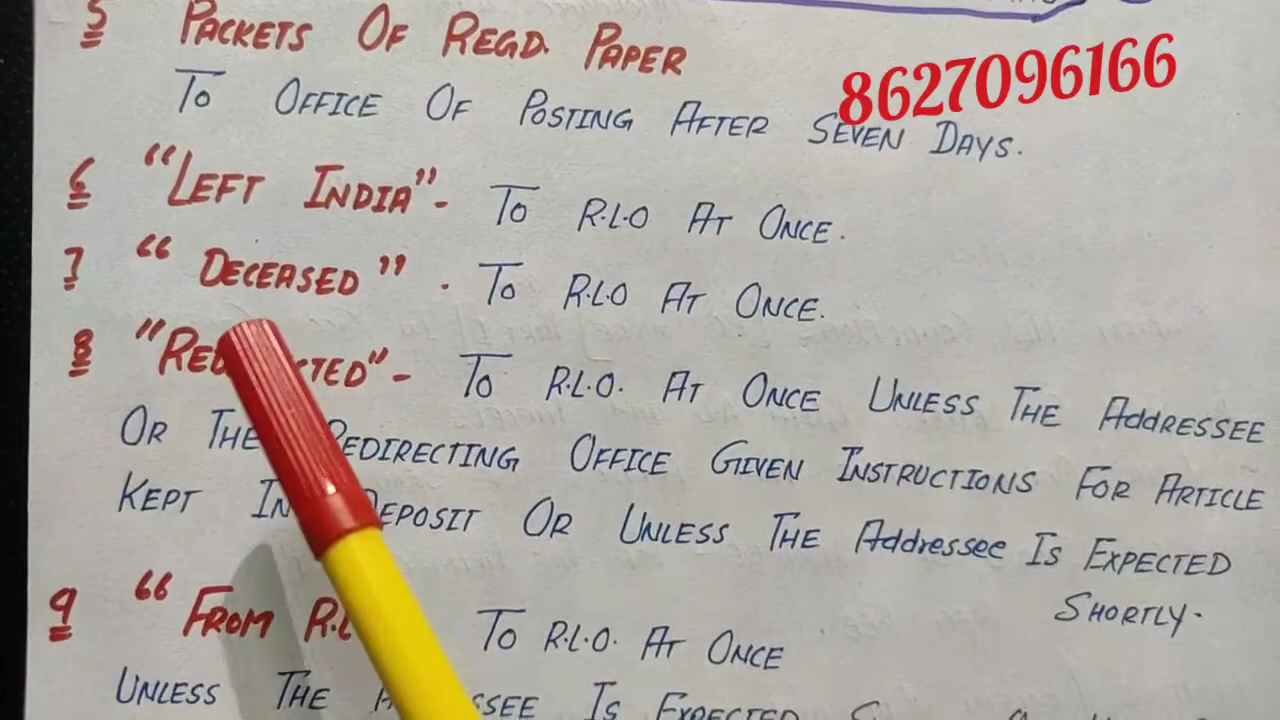 5 PACKETS OF REGD. PAPER
8627096166
TO OFFICE OF POSTING AFTER SEVEN DAYS.
6 "LEFT INDIA"- TO R.L.O AT ONCE.
7 "DECEASED" - TO R.L.O AT ONCE.
8 " - TO R.L.O. AT ONCE UNLESS THE Addressee
OR THE REDIRECTING OFFICE GIVEN INSTRUCTIONS FOR ARTICLE
KEPT IN DEPOSIT OR UNLESS THE Addressee IS EXPECTED
SHORTLY.
9 "FROM TO R.L.O. AT ONCE
UNLESS THE IS EXPECTED